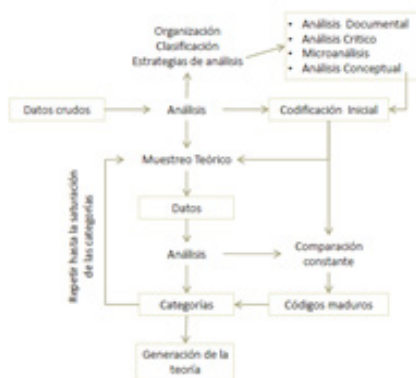 Organización
Clasificación
Estrategias de análisis
• Análisis Documental
• Análisis Crítico
• Microanálisis
• Análisis Conceptual
Datos crudos
Análisis
Codificación Inicial
Muestreo Teórico
Datos
Análisis
Comparación
constante
Categorías
Códigos maduros
Generación de la
teoría
Repetir hasta la saturación
de las categorías